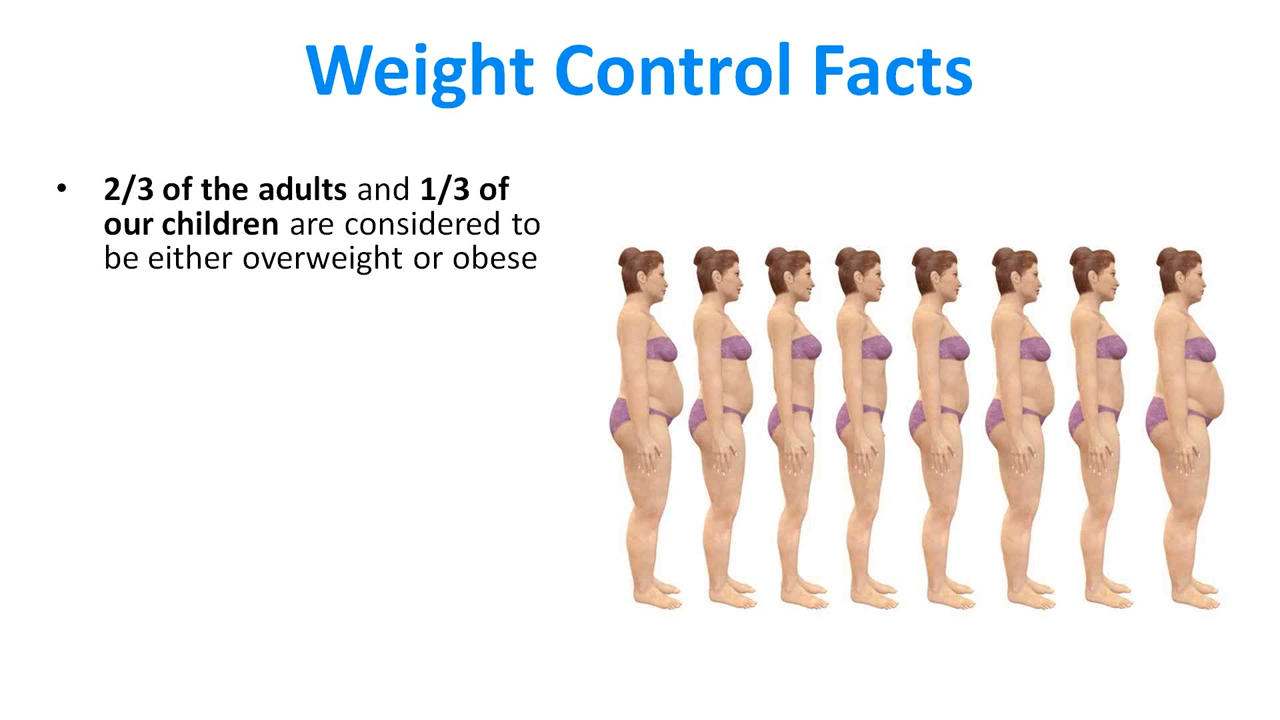 Weight Control Facts
• 2/3 of the adults and 1/3 of
our children are considered to
be either overweight or obese